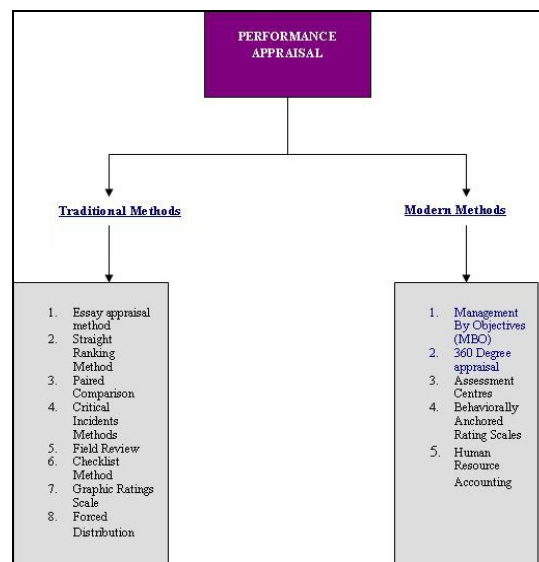 PERFORMANCE
APPRAISAL
Traditional Methods
1. Essay appraisal
method
2. Straight
Ranking
Method
3. Paired
Comparison
4. Critical
Incidents
Methods
5. Field Review
6. Checklist
Method
7. Graphic Ratings
Scale
8. Forced
Distribution
Modern Methods
1. Management
By Objectives
(MBO)
2. 360 Degree
appraisal
3. Assessment
Centres
4. Behaviorally
Anchored
Rating Scales
5. Human
Resource
Accounting